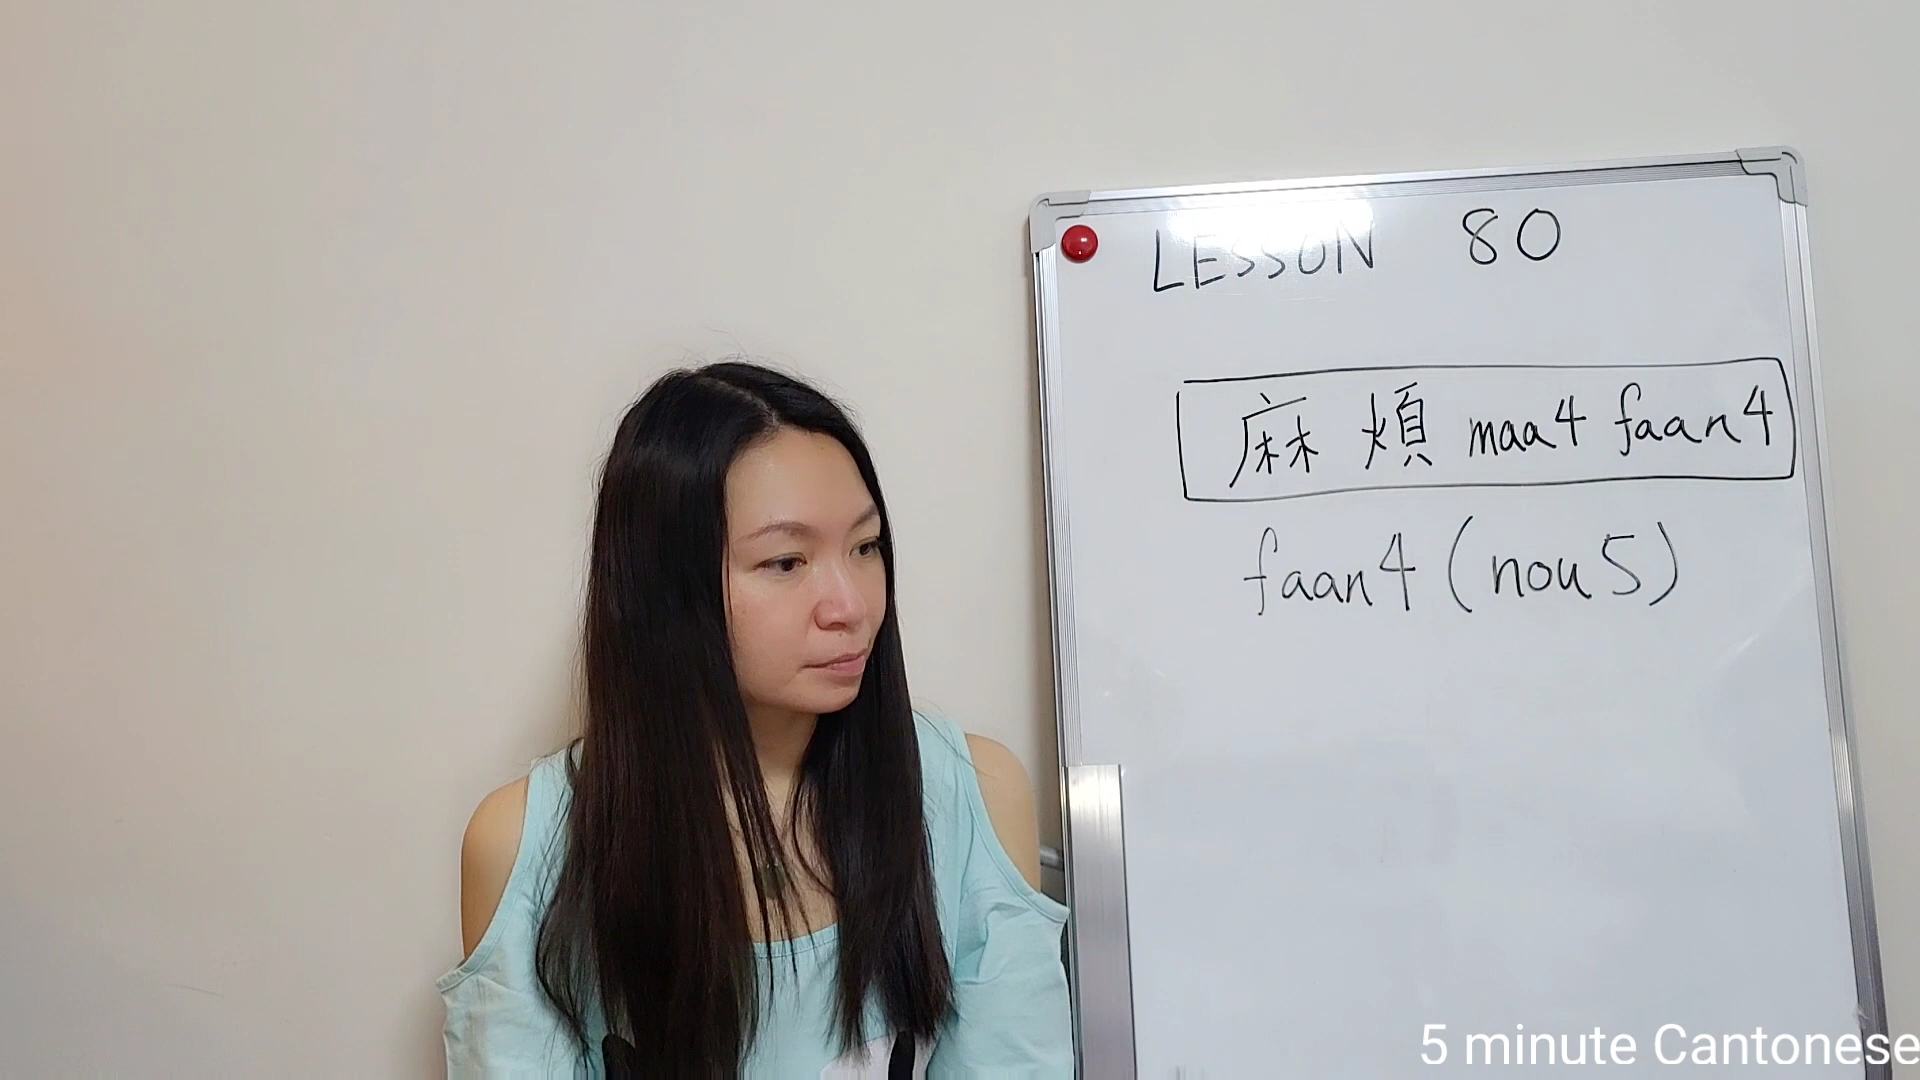 LESSON 80
麻煩 maa4 faan4
faan4 (nou5)
5 minute Cantonese